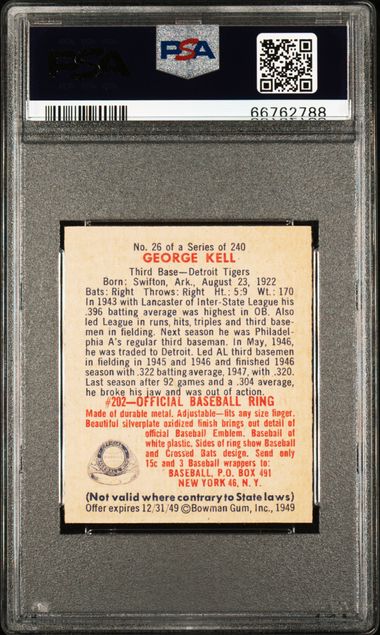 PSA
PSA
66762788
No. 26 of a Series of 240
GEORGE KELL
Third Base—Detroit Tigers
Born: Swifton, Ark., August 23, 1922
Bats: Right Throws: Right Ht.: 5:9 Wt.: 170
In 1943 with Lancaster of Inter-State League his
.396 batting average was highest in OB. Also
led League in runs, hits, triples and third base-
men in fielding. Next season he was Philadel-
phia A's regular third baseman. In May, 1946,
he was traded to Detroit. Led AL third basemen
in fielding in 1945 and 1946 and finished 1946
season with .322 batting average, 1947, with .320.
Last season after 92 games and a .304 average,
he broke his jaw and was out of action.
#202—OFFICIAL BASEBALL RING
Made of durable metal. Adjustable—fits any size finger.
Beautiful silverplate oxidized finish brings out detail of
official Baseball Emblem. Baseball of
white plastic. Sides of ring show Baseball
and Crossed Bats design. Send only
15c and 3 Baseball wrappers to:
BASEBALL, P.O. BOX 491
NEW YORK 46, N. Y.
(Not valid where contrary to State laws)
Offer expires 12/31/49 ©Bowman Gum, Inc., 1949